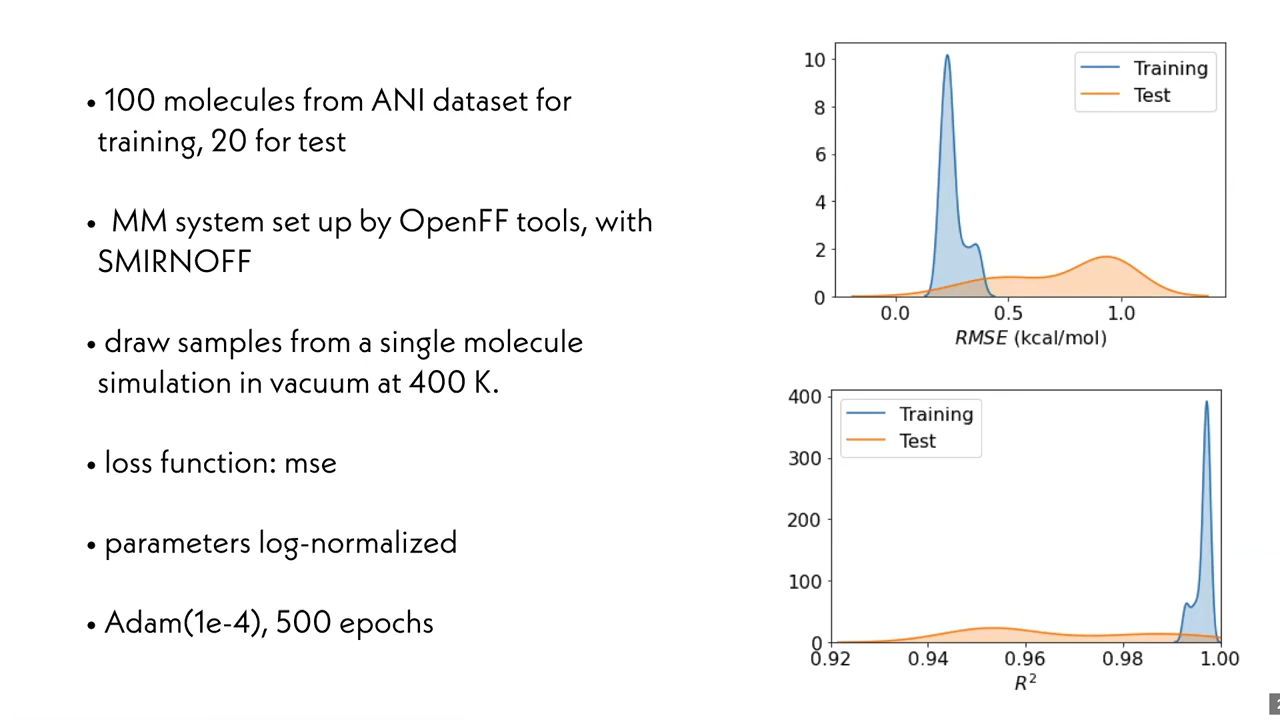 • 100 molecules from ANI dataset for
training, 20 for test
• MM system set up by OpenFF tools, with
SMIRNOFF
• draw samples from a single molecule
simulation in vacuum at 400 K.
• loss function: mse
• parameters log-normalized
• Adam(1e-4), 500 epochs
10
8
6
4
2
0
Training
Test
0.0 0.5 1.0
RMSE (kcal/mol)
400
300
200
100
0
Training
Test
0.92 0.94 0.96 0.98 1.00
R²